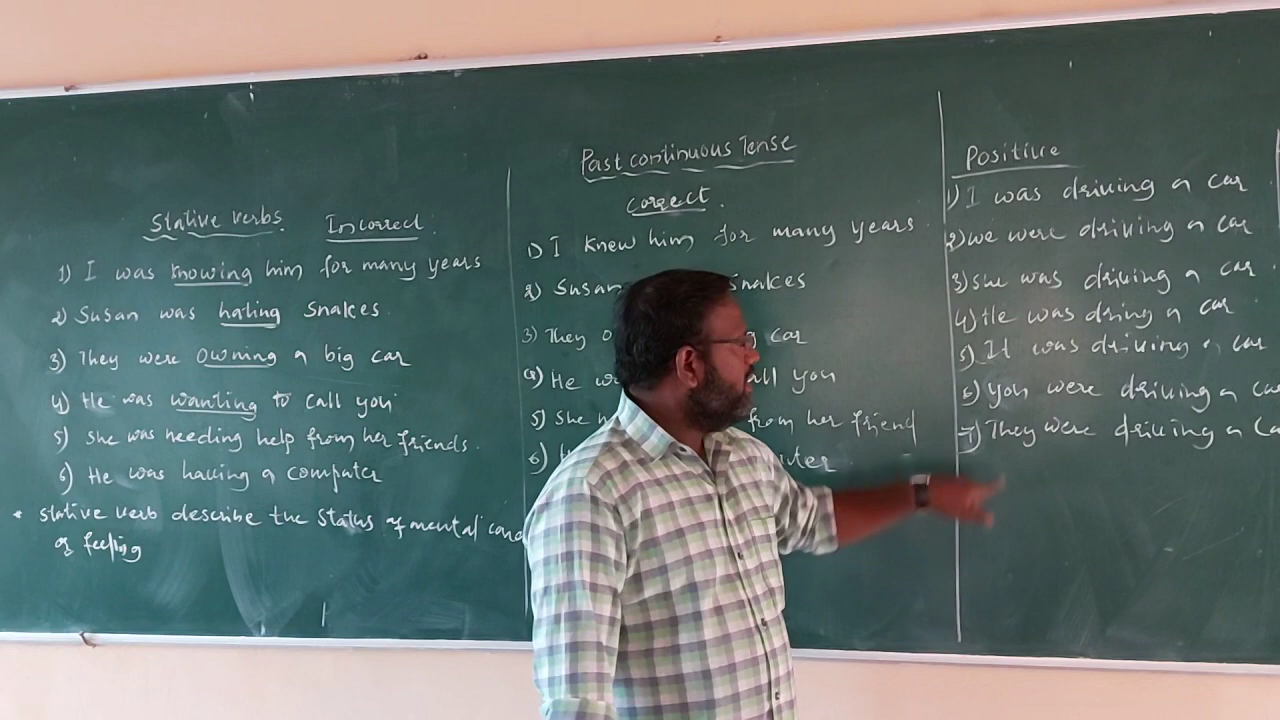 Stative verbs. Incorrect.
1) I was knowing him for many years
2) Susan was hating snakes.
3) They were owning a big car
4) He was wanting to call you
5) She was needing help from her friends.
6) He was having a computer
* Stative verb describe the Status of mental
of feeling
Past continuous Tense
correct.
1) I knew him for many years.
2) Susan snakes
3) They car
4) He call you
5) She from her friend
6)
Positive
1) I was driving a car
2) we were driving a car
3) She was driving a car
4) He was dring a car
5) It was driving a car
6) you were driving a
7) They were driving a